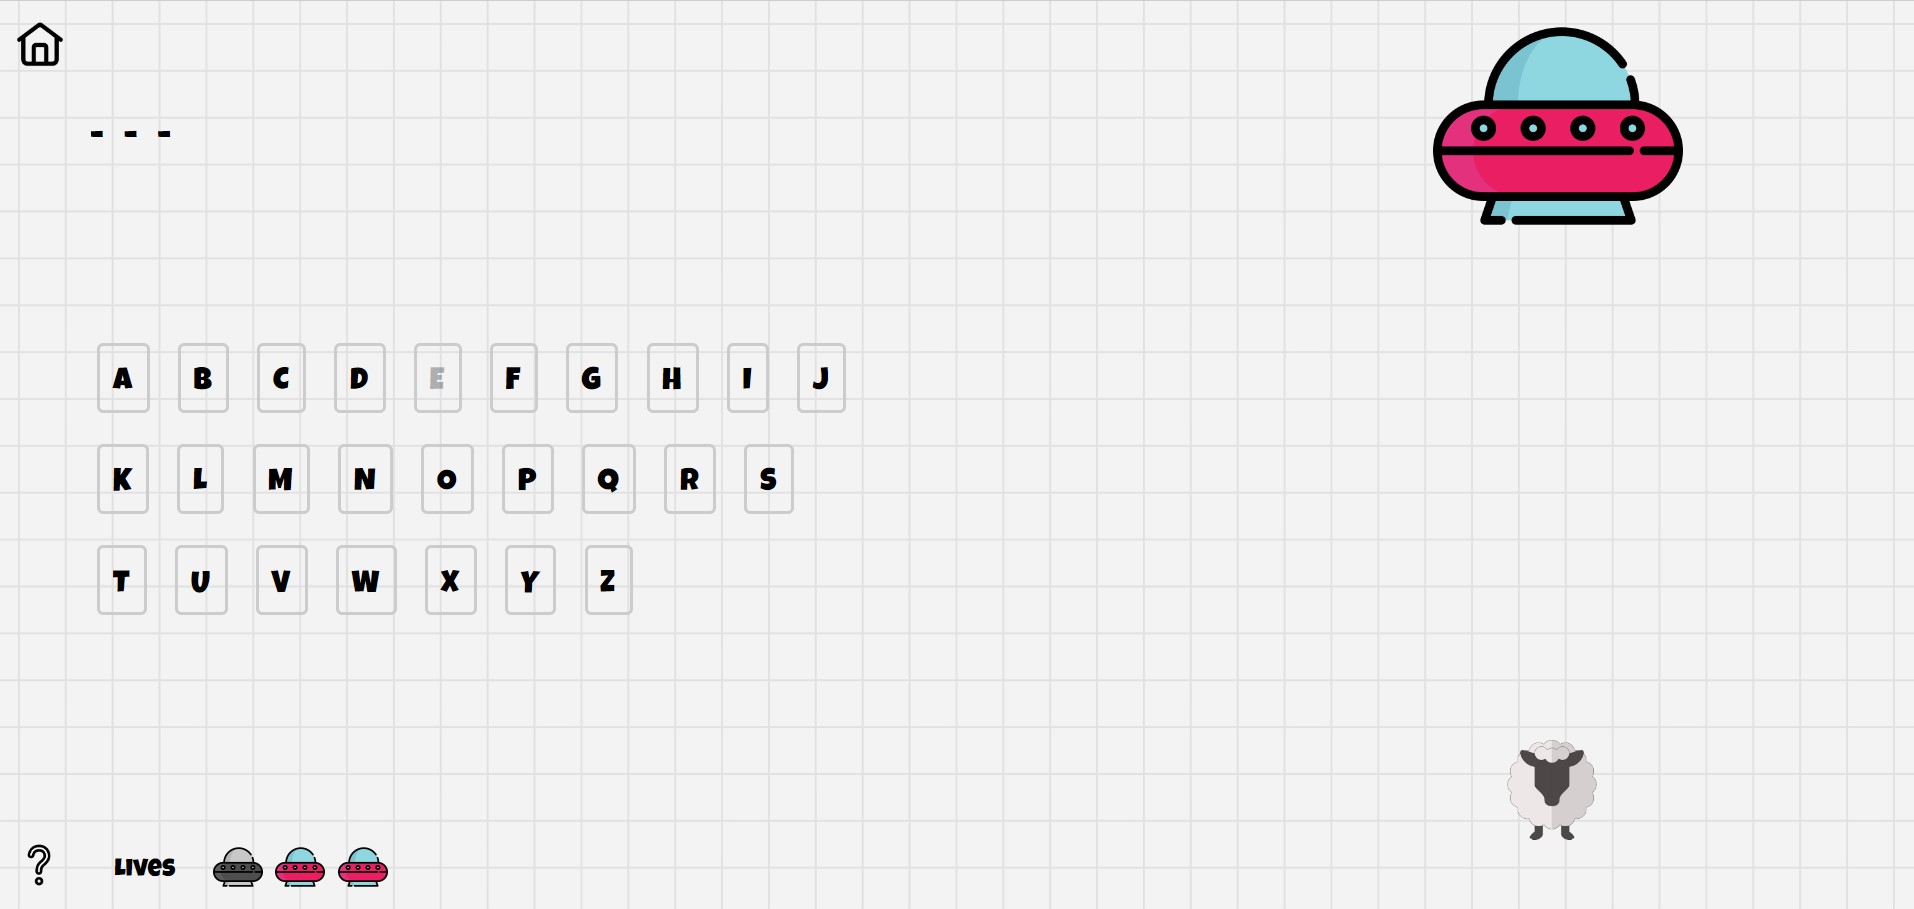 - - -
A B C D E F G H I J
K L M N O P Q R S
T U V W X Y Z
? Lives